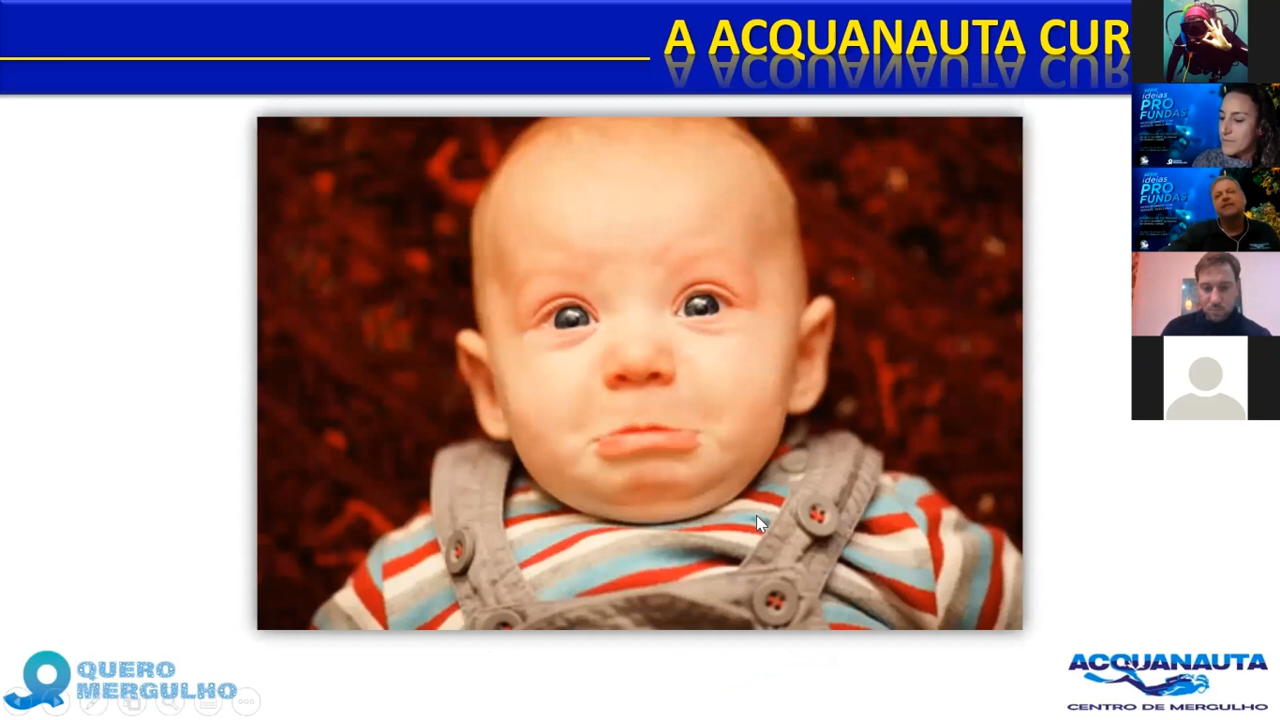 A ACQUANAUTA CUR
ideias
PRO
FUNDAS
ideias
PRO
FUNDAS
QUERO
MERGULHO
ACQUANAUTA
CENTRO DE MERGULHO